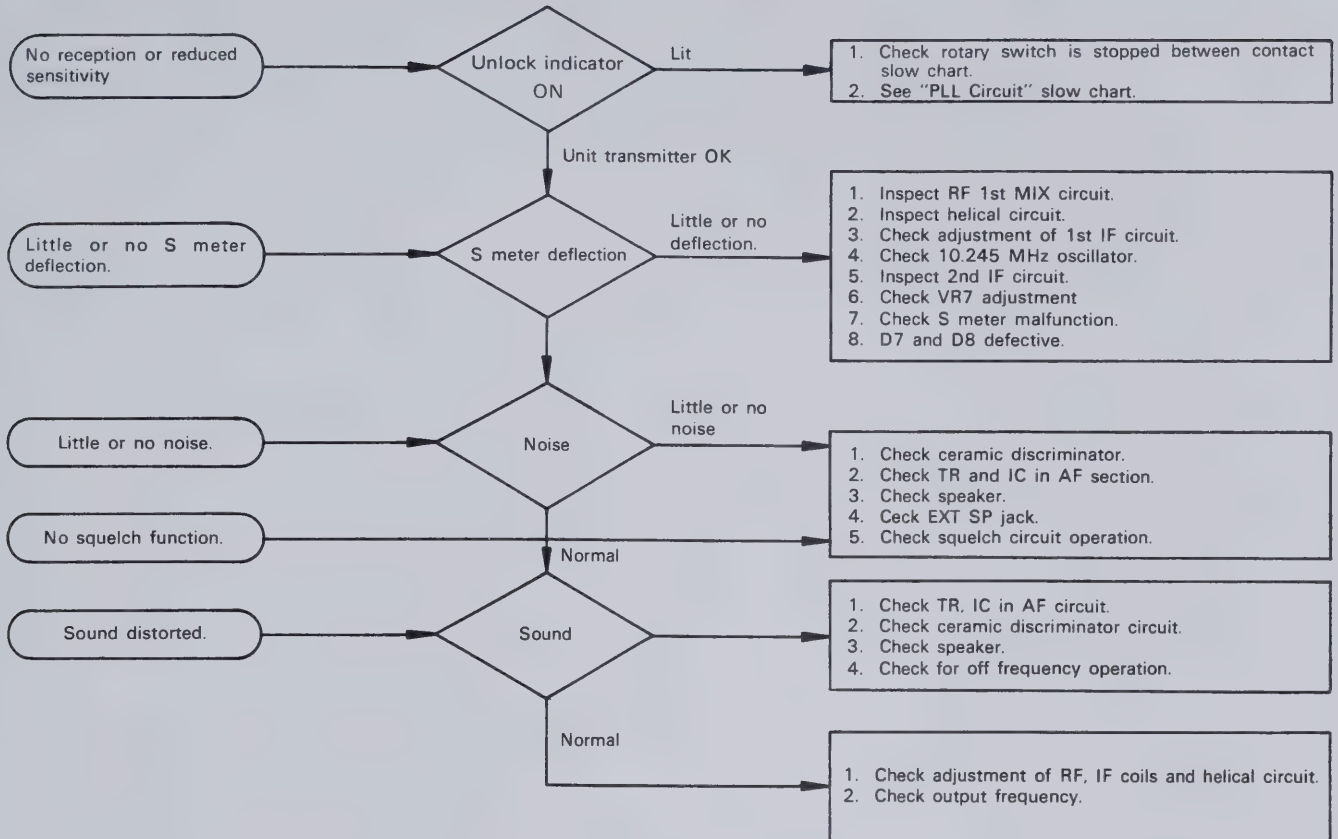 No reception or reduced
sensitivity
Unlock indicator
ON
Lit
1. Check rotary switch is stopped between contact
slow chart.
2. See "PLL Circuit" slow chart.
Unit transmitter OK
Little or no S meter
deflection.
S meter deflection
Little or no
deflection.
1. Inspect RF 1st MIX circuit.
2. Inspect helical circuit.
3. Check adjustment of 1st IF circuit.
4. Check 10.245 MHz oscillator.
5. Inspect 2nd IF circuit.
6. Check VR7 adjustment
7. Check S meter malfunction.
8. D7 and D8 defective.
Little or no noise.
Noise
Little or no
noise
1. Check ceramic discriminator.
2. Check TR and IC in AF section.
3. Check speaker.
4. Ceck EXT SP jack.
5. Check squelch circuit operation.
No squelch function.
Normal
Sound distorted.
Sound
1. Check TR, IC in AF circuit.
2. Check ceramic discriminator circuit.
3. Check speaker.
4. Check for off frequency operation.
Normal
1. Check adjustment of RF, IF coils and helical circuit.
2. Check output frequency.